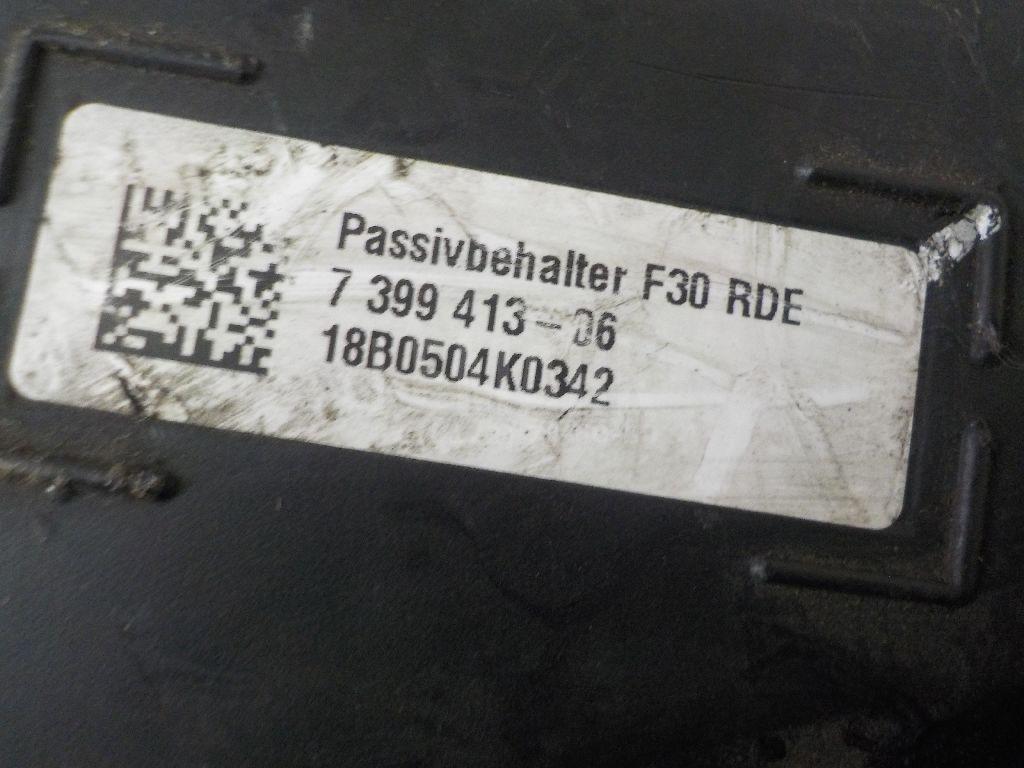 Passivbehalter F30 RDE
7 399 413-06
18B0504K0342